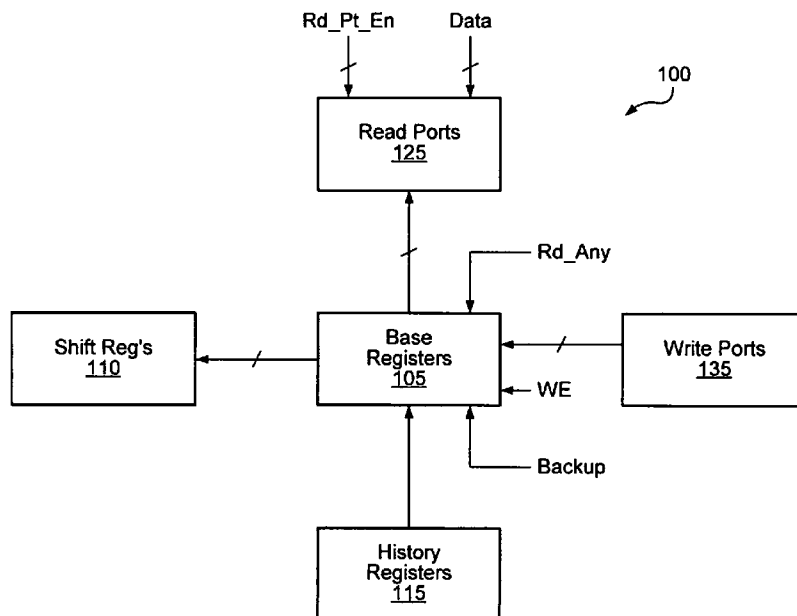 Rd_Pt_En
Data
100
Read Ports
125
Rd_Any
Shift Reg's
110
Base
Registers
105
Write Ports
135
WE
Backup
History
Registers
115